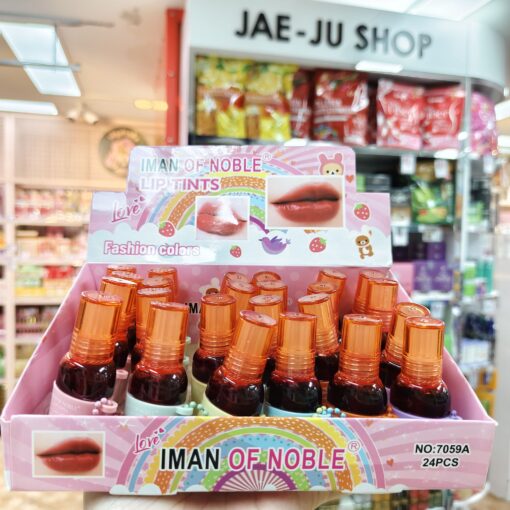 JAE-JU SHOP
IMAN OF NOBLE®
LIP TINTS
Love
Fashion colors
Love
IMAN OF NOBLE®
NO:7059A
24PCS